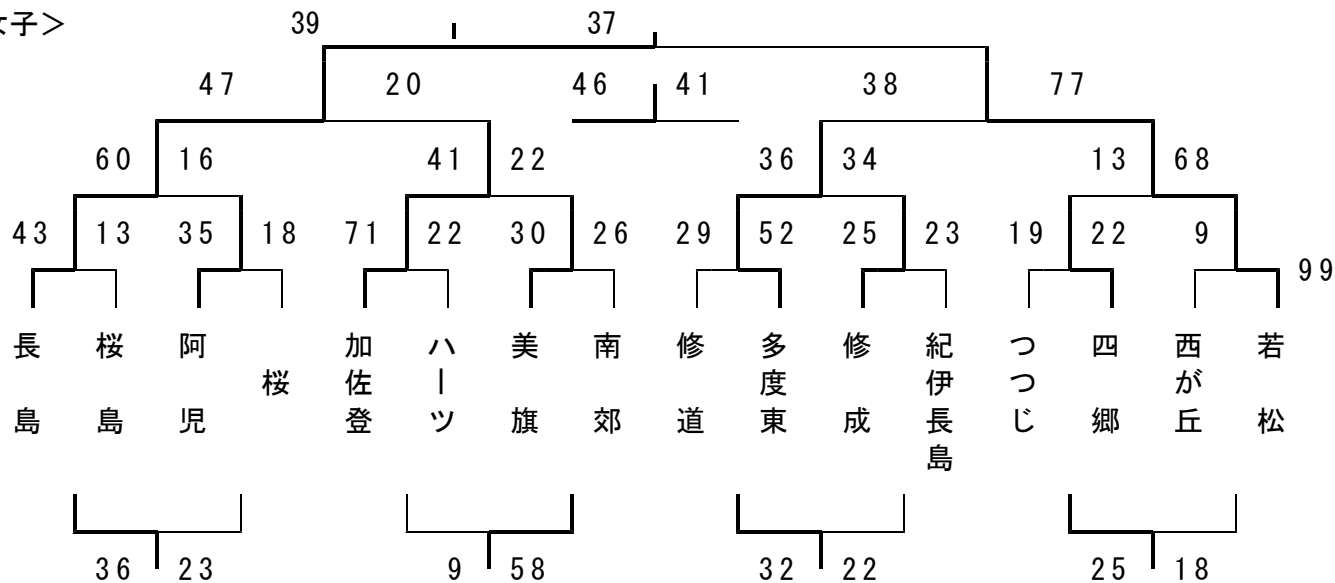 女子＞
39 37
47 20 46 41 38 77
60 16 41 22 36 34 13 68
43 13 35 18 71 22 30 26 29 52 25 23 19 22 9 99
長島 桜島 阿児 桜 加佐登 ハーツ 美旗 南郊 修道 多度東 修成 紀伊長島 つつじ 四郷 西が丘 若松
36 23 9 58 32 22 25 18